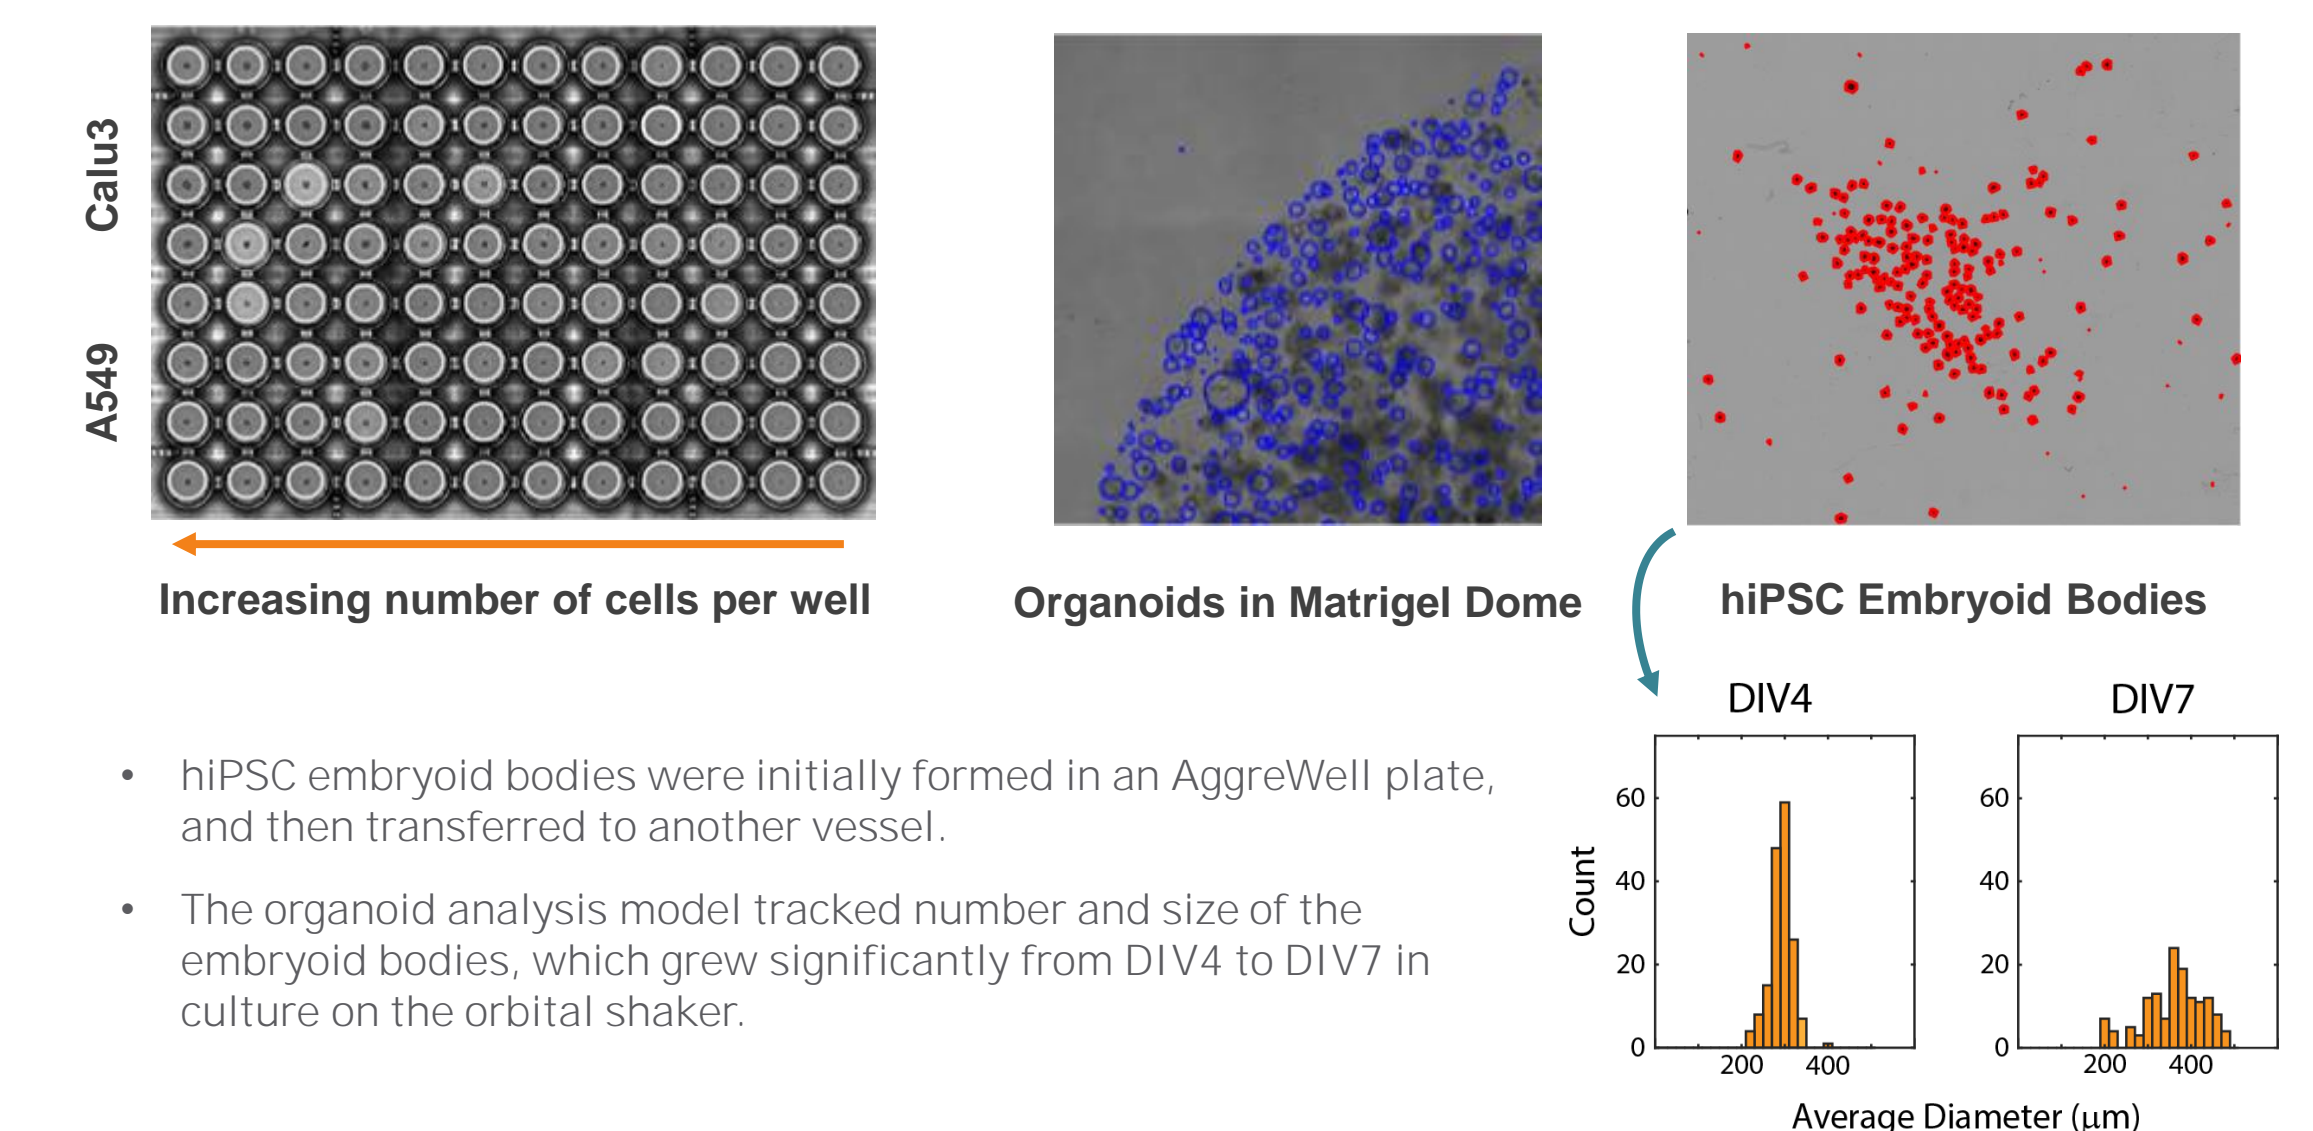 Calu3
A549
Increasing number of cells per well
Organoids in Matrigel Dome
hiPSC Embryoid Bodies
• hiPSC embryoid bodies were initially formed in an AggreWell plate,
and then transferred to another vessel.
• The organoid analysis model tracked number and size of the
embryoid bodies, which grew significantly from DIV4 to DIV7 in
culture on the orbital shaker.
DIV4
DIV7
Count
60
40
20
0
200
400
60
40
20
0
200
400
Average Diameter (μm)